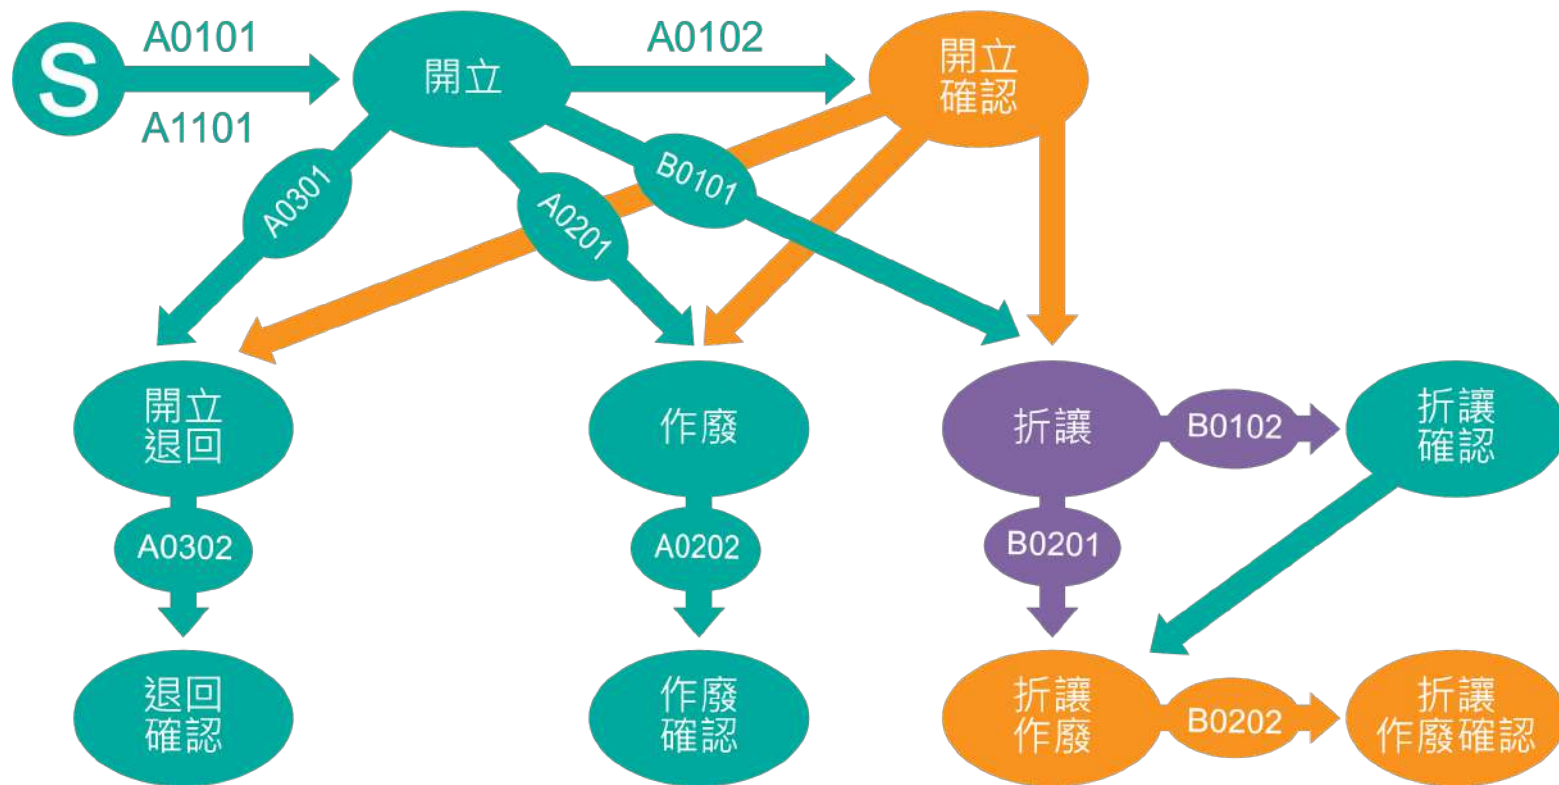 S
A0101
A1101
開立
A0102
開立
確認
A0301
A0201
B0101
開立
退回
作廢
折讓
B0102
折讓
確認
A0302
A0202
B0201
退回
確認
作廢
確認
折讓
作廢
B0202
折讓
作廢確認